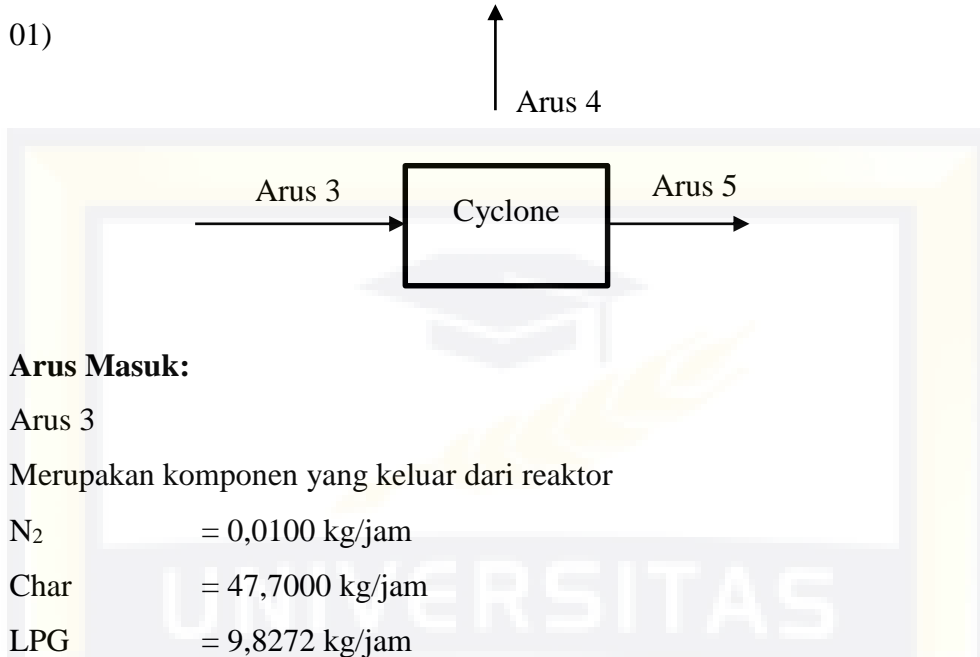 01)
Arus 4
Arus 3
Cyclone
Arus 5
Arus Masuk:
Arus 3
Merupakan komponen yang keluar dari reaktor
N₂ = 0,0100 kg/jam
Char = 47,7000 kg/jam
UNIVERSITAS
LPG = 9,8272 kg/jam